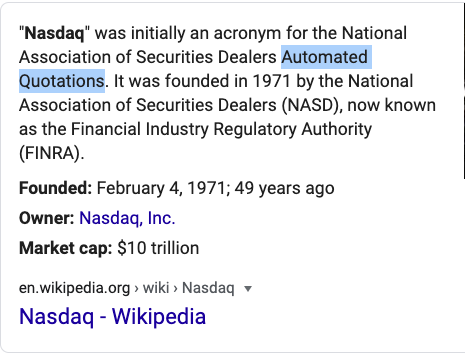 "Nasdaq" was initially an acronym for the National
Association of Securities Dealers Automated
Quotations. It was founded in 1971 by the National
Association of Securities Dealers (NASD), now known
as the Financial Industry Regulatory Authority
(FINRA).
Founded: February 4, 1971; 49 years ago
Owner: Nasdaq, Inc.
Market cap: $10 trillion
en.wikipedia.org › wiki › Nasdaq
Nasdaq - Wikipedia